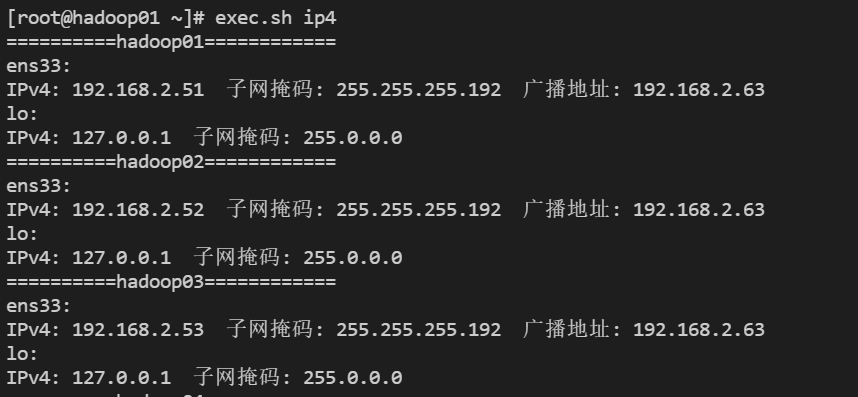 [root@hadoop01 ~]# exec.sh ip4
==========hadoop01============
ens33:
IPv4: 192.168.2.51  子网掩码: 255.255.255.192  广播地址: 192.168.2.63
lo:
IPv4: 127.0.0.1  子网掩码: 255.0.0.0
==========hadoop02============
ens33:
IPv4: 192.168.2.52  子网掩码: 255.255.255.192  广播地址: 192.168.2.63
lo:
IPv4: 127.0.0.1  子网掩码: 255.0.0.0
==========hadoop03============
ens33:
IPv4: 192.168.2.53  子网掩码: 255.255.255.192  广播地址: 192.168.2.63
lo:
IPv4: 127.0.0.1  子网掩码: 255.0.0.0